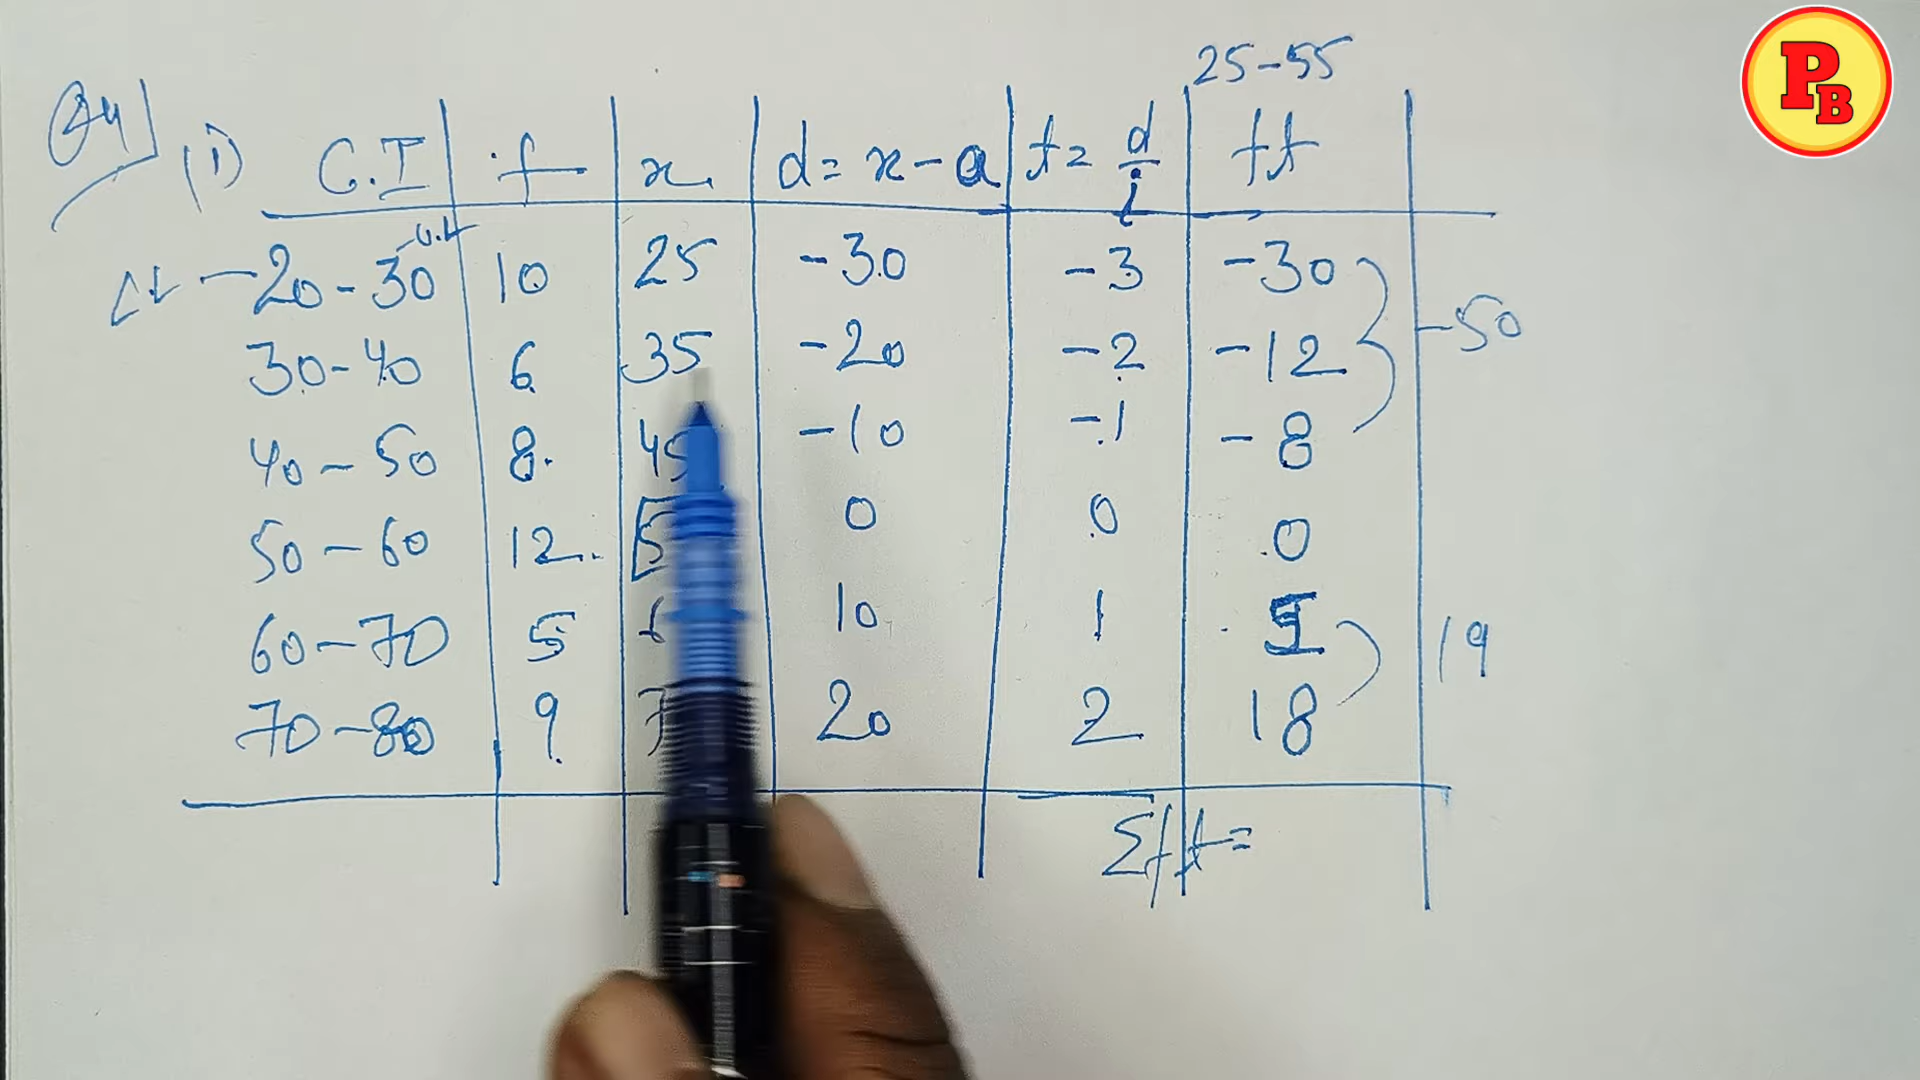 25-55
Q4 (i) C.I f x d = x - a t = d/i ft
LL - 20 - 30 - U.L 10 25 -30 -3 -30
30 - 40 6 35 -20 -2 -12 -50
40 - 50 8 45 -10 -1 -8
50 - 60 12 0 0 0
60 - 70 5 10 1 5 19
70 - 80 9 20 2 18
Σft =
PB